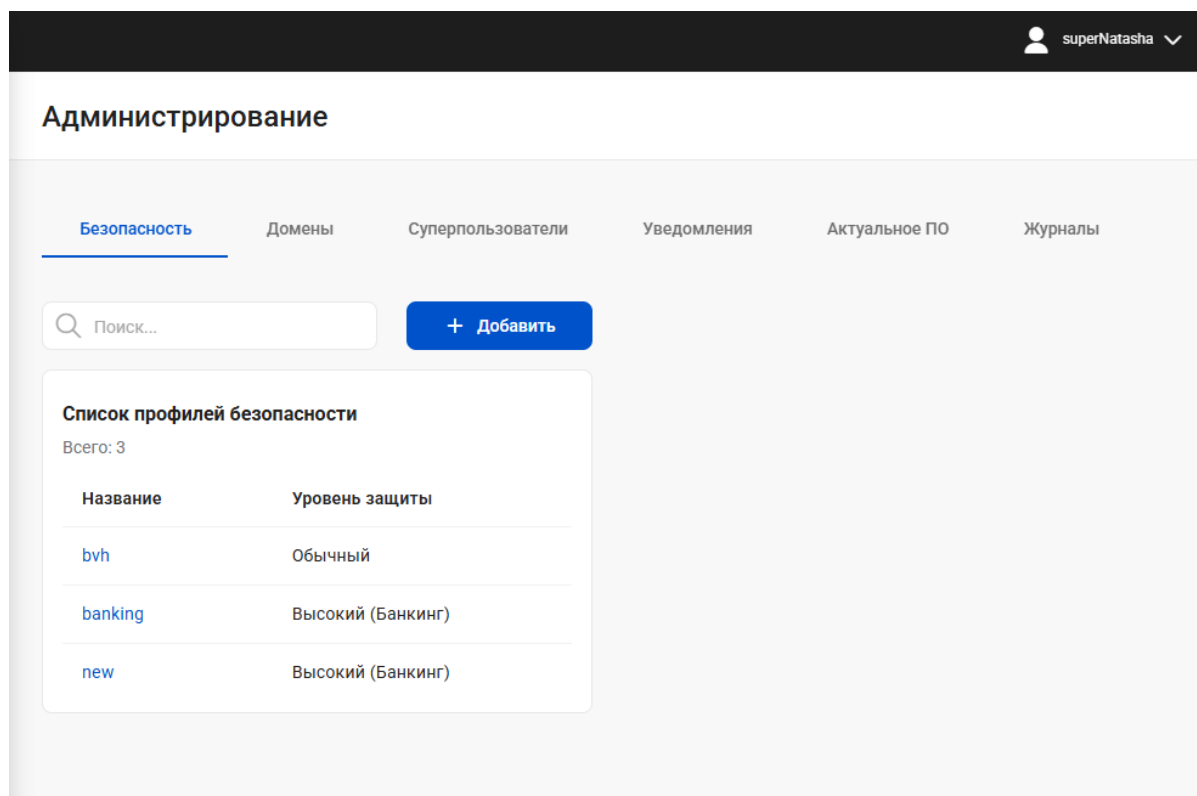 superNatasha
Администрирование
Безопасность Домены Суперпользователи Уведомления Актуальное ПО Журналы
Поиск... + Добавить
Список профилей безопасности
Всего: 3
Название Уровень защиты
bvh Обычный
banking Высокий (Банкинг)
new Высокий (Банкинг)